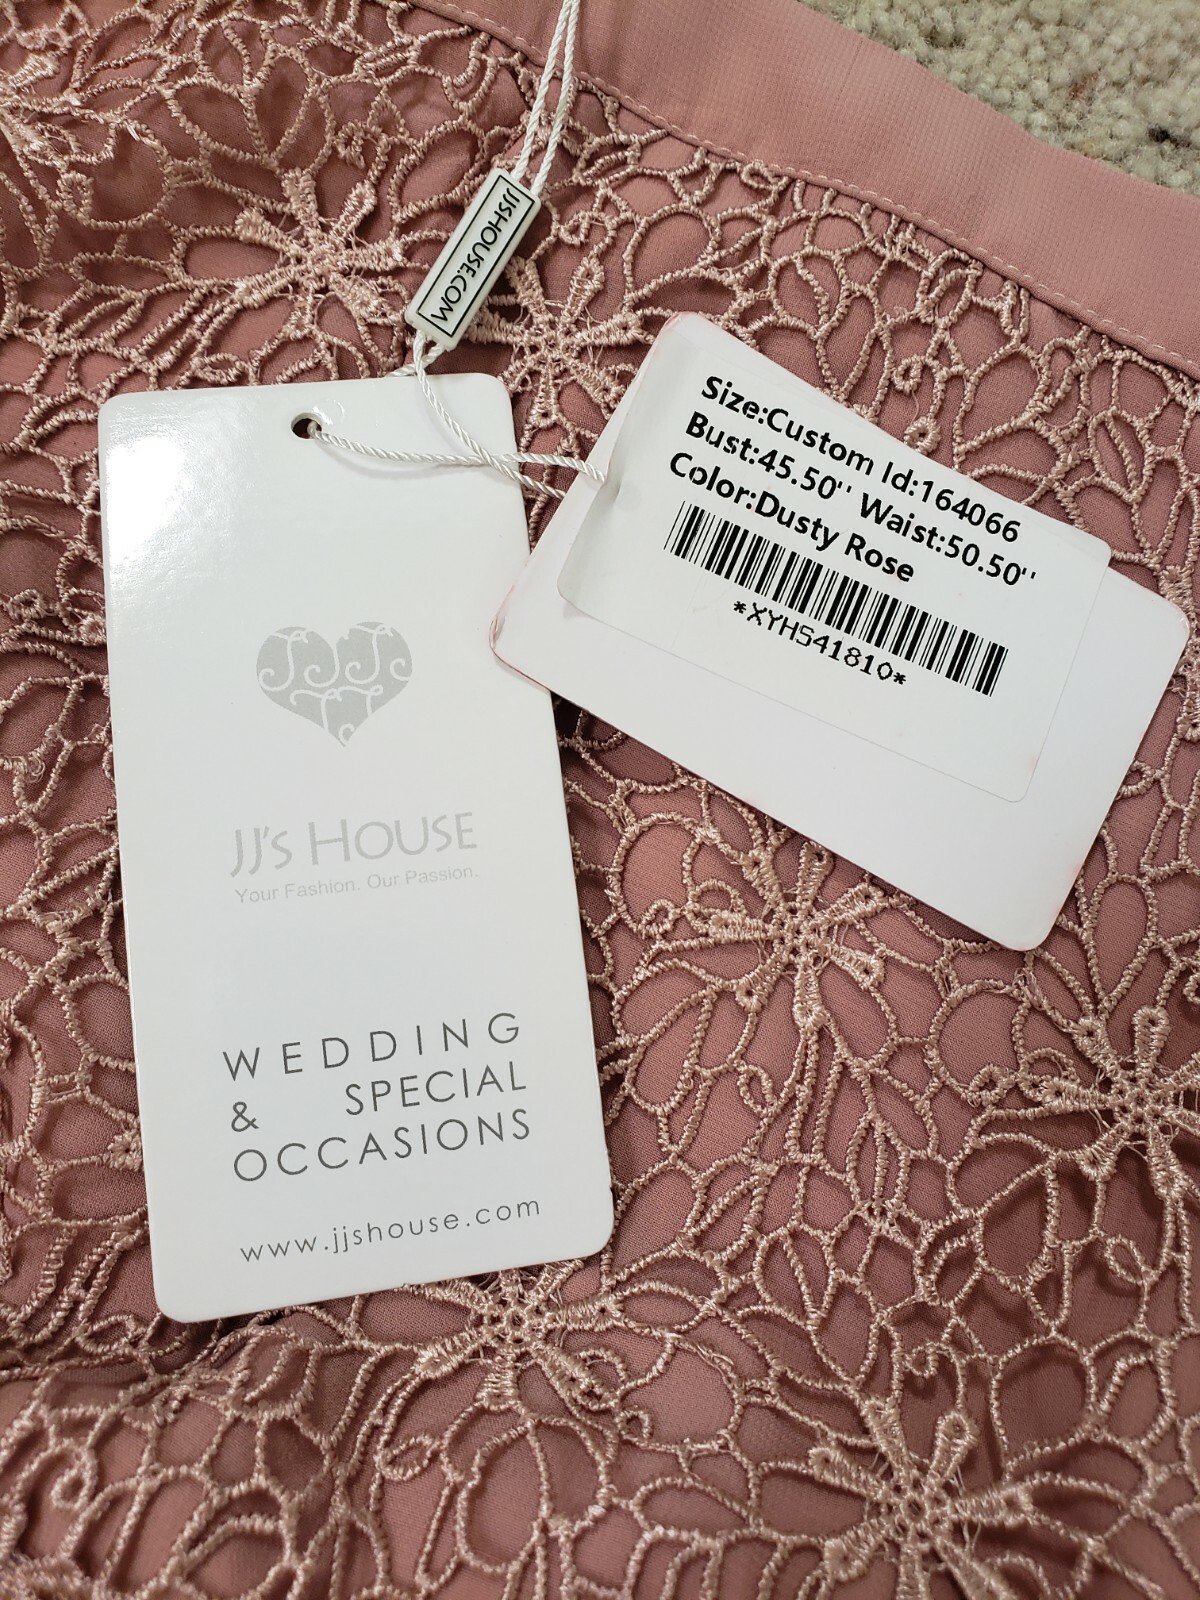 JJSHOUSE.COM
Size:Custom Id:164066
Bust:45.50'' Waist:50.50''
Color:Dusty Rose
*XYH541810*
JJ's HOUSE
Your Fashion. Our Passion.
WEDDING
& SPECIAL
OCCASIONS
www.jjshouse.com